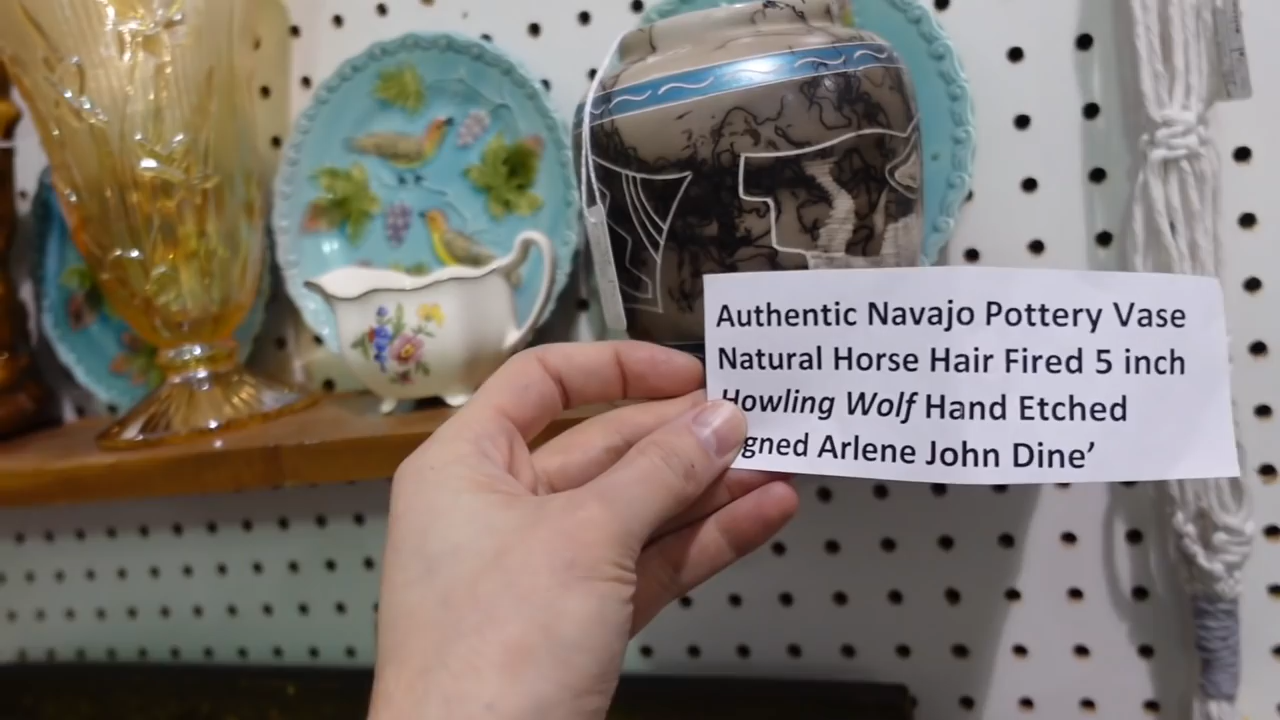 Authentic Navajo Pottery Vase
Natural Horse Hair Fired 5 inch
Howling Wolf Hand Etched
gned Arlene John Dine’